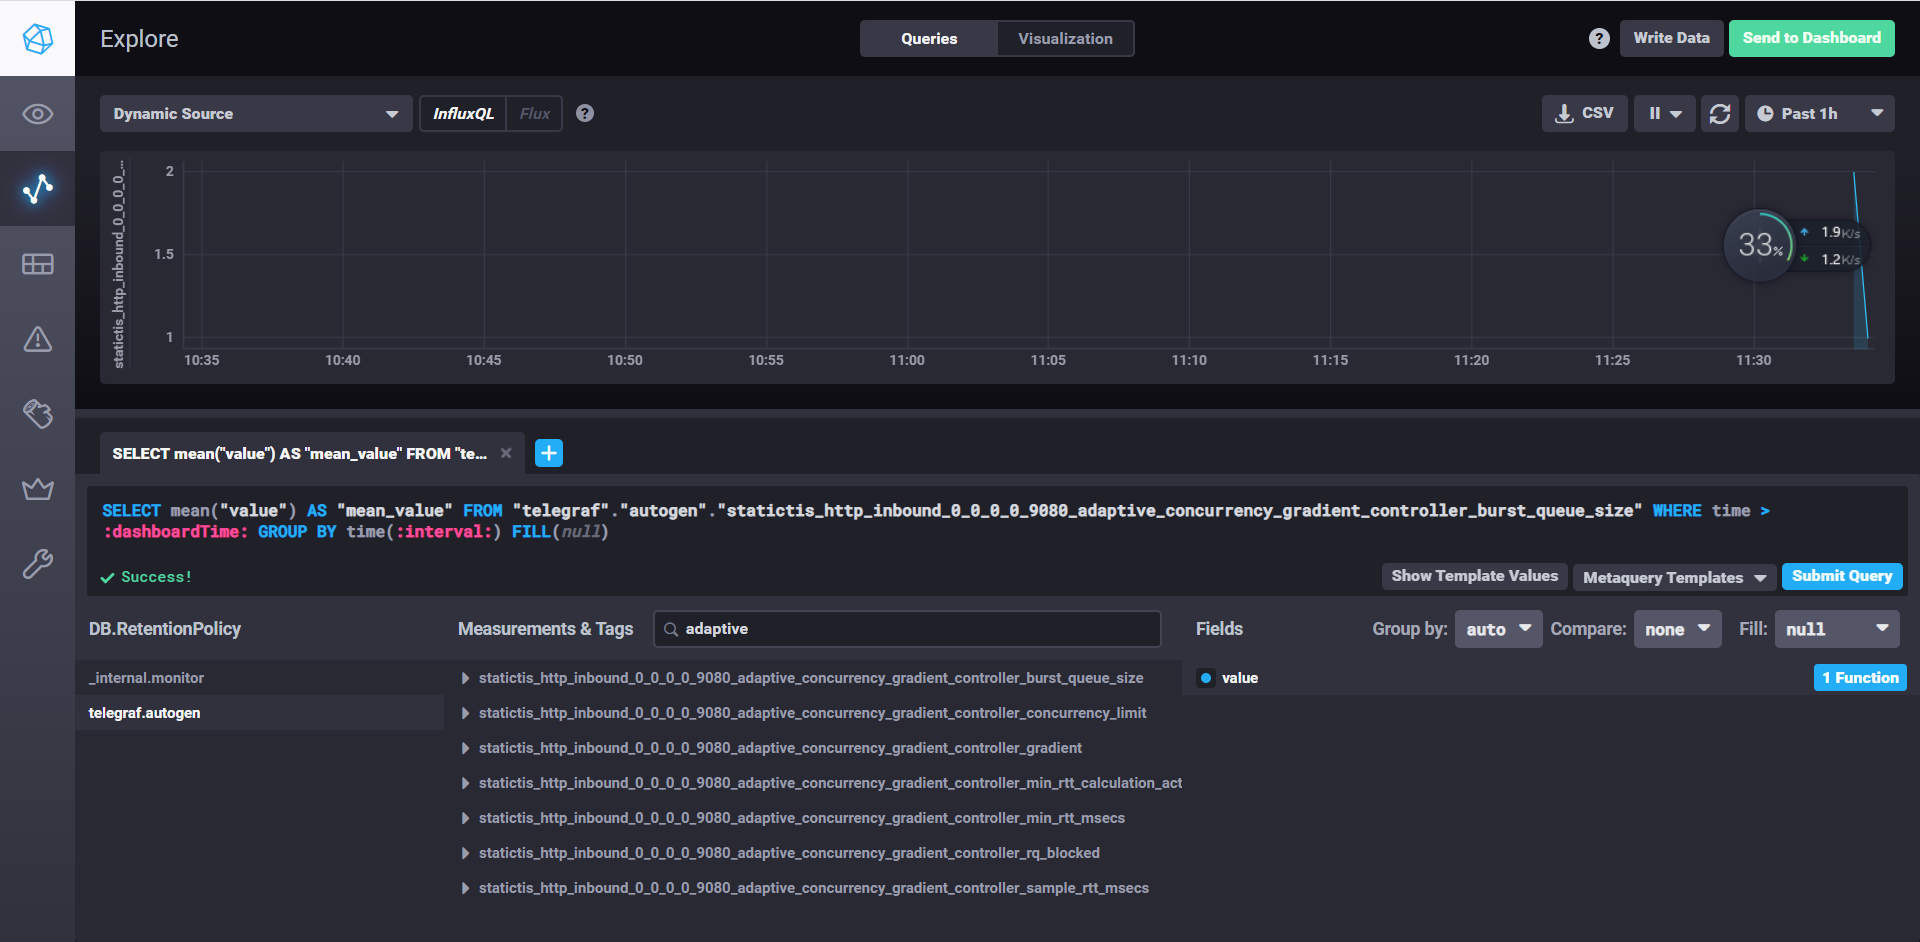 Explore
Queries
Visualization
?
Write Data
Send to Dashboard
Dynamic Source
InfluxQL
Flux
?
CSV
Past 1h
statictis_http_inbound_0_0_0_0_...
2
1.5
1
33%
1.9K/s
1.2K/s
10:35
10:40
10:45
10:50
10:55
11:00
11:05
11:10
11:15
11:20
11:25
11:30
SELECT mean("value") AS "mean_value" FROM "te...
SELECT mean("value") AS "mean_value" FROM "telegraf"."autogen"."statictis_http_inbound_0_0_0_0_9080_adaptive_concurrency_gradient_controller_burst_queue_size" WHERE time >
:dashboardTime: GROUP BY time(:interval:) FILL(null)
Success!
Show Template Values
Metaquery Templates
Submit Query
DB.RetentionPolicy
Measurements & Tags
adaptive
Fields
Group by:
auto
Compare:
none
Fill:
null
_internal.monitor
telegraf.autogen
statictis_http_inbound_0_0_0_0_9080_adaptive_concurrency_gradient_controller_burst_queue_size
statictis_http_inbound_0_0_0_0_9080_adaptive_concurrency_gradient_controller_concurrency_limit
statictis_http_inbound_0_0_0_0_9080_adaptive_concurrency_gradient_controller_gradient
statictis_http_inbound_0_0_0_0_9080_adaptive_concurrency_gradient_controller_min_rtt_calculation_act
statictis_http_inbound_0_0_0_0_9080_adaptive_concurrency_gradient_controller_min_rtt_msecs
statictis_http_inbound_0_0_0_0_9080_adaptive_concurrency_gradient_controller_rq_blocked
statictis_http_inbound_0_0_0_0_9080_adaptive_concurrency_gradient_controller_sample_rtt_msecs
value
1 Function